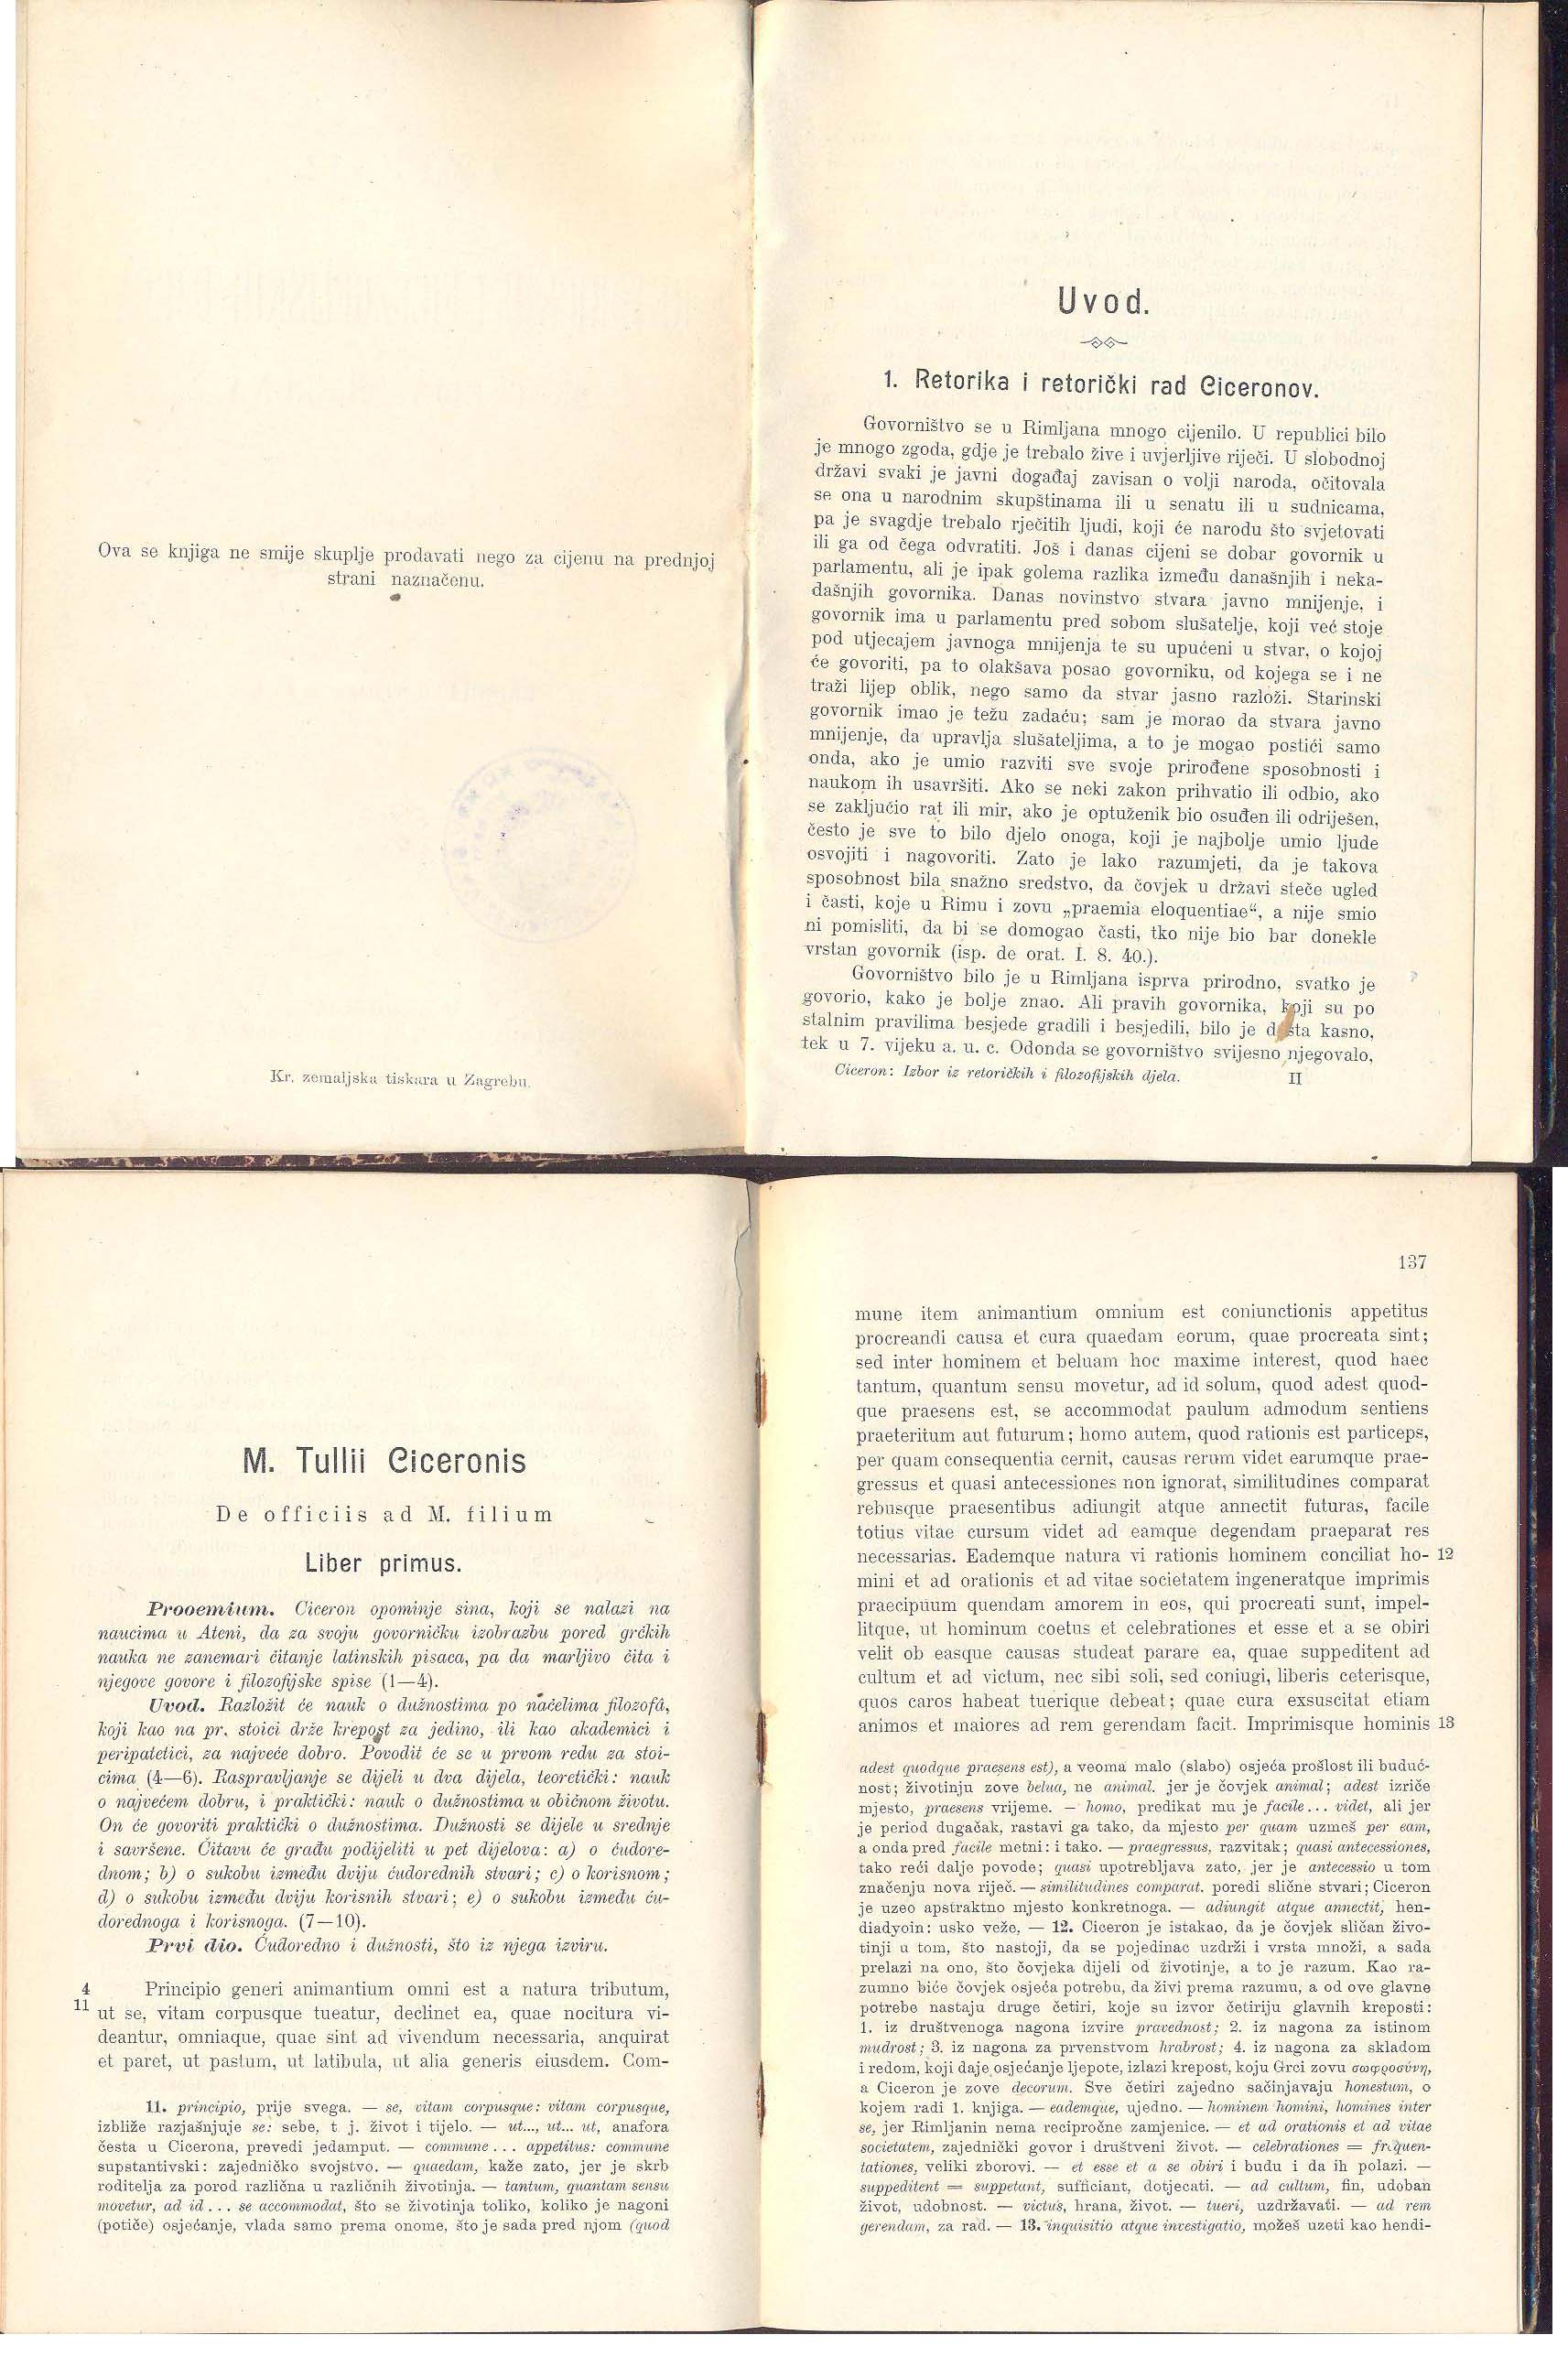 Ova se knjiga ne smije skuplje prodavati nego za cijenu na prednjoj
strani naznačenu.
Kr. zemaljska tiskara u Zagrebu.
Uvod.
1. Retorika i retorički rad Ciceronov.
Govorništvo se u Rimljana mnogo cijenilo. U republici bilo
je mnogo zgoda, gdje je trebalo žive i uvjerljive riječi. U slobodnoj
državi svaki je javni događaj zavisan o volji naroda, očitovala
se ona u narodnim skupštinama ili u senatu ili u sudnicama,
pa je svagdje trebalo rječitih ljudi, koji će narodu što svjetovati
ili ga od čega odvratiti. Još i danas cijeni se dobar govornik u
parlamentu, ali je ipak golema razlika između današnjih i neka-
dašnjih govornika. Danas novinstvo stvara javno mnijenje, i
govornik ima u parlamentu pred sobom slušatelje, koji već stoje
pod utjecajem javnoga mnijenja te su upućeni u stvar, o kojoj
će govoriti, pa to olakšava posao govorniku, od kojega se i ne
traži lijep oblik, nego samo da stvar jasno razloži. Starinski
govornik imao je težu zadaću; sam je morao da stvara javno
mnijenje, da upravlja slušateljima, a to je mogao postići samo
onda, ako je umio razviti sve svoje prirođene sposobnosti i
naukom ih usavršiti. Ako se neki zakon prihvatio ili odbio, ako
se zaključio rat ili mir, ako je optuženik bio osuđen ili odriješen,
često je sve to bilo djelo onoga, koji je najbolje umio ljude
osvojiti i nagovoriti. Zato je lako razumjeti, da je takova
sposobnost bila snažno sredstvo, da čovjek u državi steče ugled
i časti, koje u Rimu i zovu „praemia eloquentiae“, a nije smio
ni pomisliti, da bi se domogao časti, tko nije bio bar donekle
vrstan govornik (isp. de orat. I. 8. 40.).
Govorništvo bilo je u Rimljana isprva prirodno, svatko je
govorio, kako je bolje znao. Ali pravih govornika, koji su po
stalnim pravilima besjede gradili i besjedili, bilo je dosta kasno,
tek u 7. vijeku a. u. c. Odonda se govorništvo svijesno njegovalo,
Ciceron: Izbor iz retoričkih i filozofijskih djela. II
M. Tullii Ciceronis
De officiis ad M. filium
Liber primus.
Prooemium. Ciceron opominje sina, koji se nalazi na
naucima u Ateni, da za svoju govorničku izobrazbu pored grčkih
nauka ne zanemari čitanje latinskih pisaca, pa da marljivo čita i
njegove govore i filozofijske spise (1—4).
Uvod. Razložit će nauk o dužnostima po načelima filozofâ,
koji kao na pr. stoici drže krepost za jedino, ili kao akademici i
peripatetici, za najveće dobro. Povodit će se u prvom redu za stoi-
cima (4—6). Raspravljanje se dijeli u dva dijela, teoretički: nauk
o najvećem dobru, i praktički: nauk o dužnostima u običnom životu.
On će govoriti praktički o dužnostima. Dužnosti se dijele u srednje
i savršene. Čitavu će građu podijeliti u pet dijelova: a) o ćudore-
dnom; b) o sukobu između dviju ćudorednih stvari; c) o korisnom;
d) o sukobu između dviju korisnih stvari; e) o sukobu između ću-
dorednoga i korisnoga. (7—10).
Prvi dio. Ćudoredno i dužnosti, što iz njega izviru.
4 Principio generi animantium omni est a natura tributum,
11 ut se, vitam corpusque tueatur, declinet ea, quae nocitura vi-
deantur, omniaque, quae sint ad vivendum necessaria, anquirat
et paret, ut pastum, ut latibula, ut alia generis eiusdem. Com-
11. principio, prije svega. — se, vitam corpusque: vitam corpusque,
izbliže razjašnjuje se: sebe, t. j. život i tijelo. — ut..., ut... ut, anafora
česta u Cicerona, prevedi jedamput. — commune . . . appetitus: commune
supstantivski: zajedničko svojstvo. — quaedam, kaže zato, jer je skrb
roditelja za porod različna u različnih životinja. — tantum, quantam sensu
movetur, ad id . . . se accommodat, što se životinja toliko, koliko je nagoni
(potiče) osjećanje, vlada samo prema onome, što je sada pred njom (quod
137
mune item animantium omnium est coniunctionis appetitus
procreandi causa et cura quaedam eorum, quae procreata sint;
sed inter hominem et beluam hoc maxime interest, quod haec
tantum, quantum sensu movetur, ad id solum, quod adest quod-
que praesens est, se accommodat paulum admodum sentiens
praeteritum aut futurum; homo autem, quod rationis est particeps,
per quam consequentia cernit, causas rerum videt earumque prae-
gressus et quasi antecessiones non ignorat, similitudines comparat
rebusque praesentibus adiungit atque annectit futuras, facile
totius vitae cursum videt ad eamque degendam praeparat res
necessarias. Eademque natura vi rationis hominem conciliat ho- 12
mini et ad orationis et ad vitae societatem ingeneratque imprimis
praecipuum quendam amorem in eos, qui procreati sunt, impel-
litque, ut hominum coetus et celebrationes et esse et a se obiri
velit ob easque causas studeat parare ea, quae suppeditent ad
cultum et ad victum, nec sibi soli, sed coniugi, liberis ceterisque,
quos caros habeat tuerique debeat; quae cura exsuscitat etiam
animos et maiores ad rem gerendam facit. Imprimisque hominis 13
adest quodque praesens est), a veoma malo (slabo) osjeća prošlost ili buduć-
nost; životinju zove belua, ne animal. jer je čovjek animal; adest izriče
mjesto, praesens vrijeme. — homo, predikat mu je facile... videt, ali jer
je period dugačak, rastavi ga tako, da mjesto per quam uzmeš per eam,
a onda pred facile metni: i tako. — praegressus, razvitak; quasi antecessiones,
tako reći dalje povode; quasi upotrebljava zato, jer je antecessio u tom
značenju nova riječ. — similitudines comparat. poredi slične stvari; Ciceron
je uzeo apstraktno mjesto konkretnoga. — adiungit atque annectit, hen-
diadyoin: usko veže, — 12. Ciceron je istakao, da je čovjek sličan živo-
tinji u tom, što nastoji, da se pojedinac uzdrži i vrsta množi, a sada
prelazi na ono, što čovjeka dijeli od životinje, a to je razum. Kao ra-
zumno biće čovjek osjeća potrebu, da živi prema razumu, a od ove glavne
potrebe nastaju druge četiri, koje su izvor četiriju glavnih kreposti:
1. iz društvenoga nagona izvire pravednost; 2. iz nagona za istinom
mudrost; 3. iz nagona za prvenstvom hrabrost; 4. iz nagona za skladom
i redom, koji daje osjećanje ljepote, izlazi krepost, koju Grci zovu σωφροσύνη,
a Ciceron je zove decorum. Sve četiri zajedno sačinjavaju honestum, o
kojem radi 1. knjiga. — eademque, ujedno. — hominem homini, homines inter
se, jer Rimljanin nema recipročne zamjenice. — et ad orationis et ad vitae
societatem, zajednički govor i društveni život. — celebrationes = frequen-
tationes, veliki zborovi. — et esse et a se obiri i budu i da ih polazi. —
suppeditent = suppetant, sufficiant, dotjecati. — ad cultum, fin, udoban
život, udobnost. — victus, hrana, život. — tueri, uzdržavati. — ad rem
gerendam, za rad. — 13. inquisitio atque investigatio, možeš uzeti kao hendi-